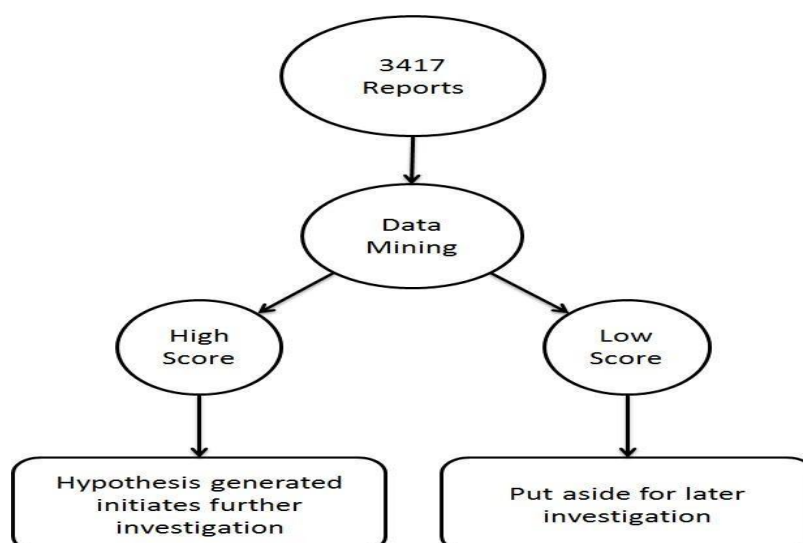 3417
Reports
Data
Mining
High
Score
Low
Score
Hypothesis generated
initiates further
investigation
Put aside for later
investigation